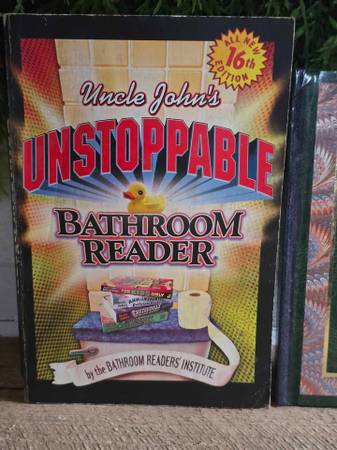 ALL NEW
16th
EDITION
Uncle John's
UNSTOPPABLE
BATHROOM
READER®
by the BATHROOM READERS' INSTITUTE